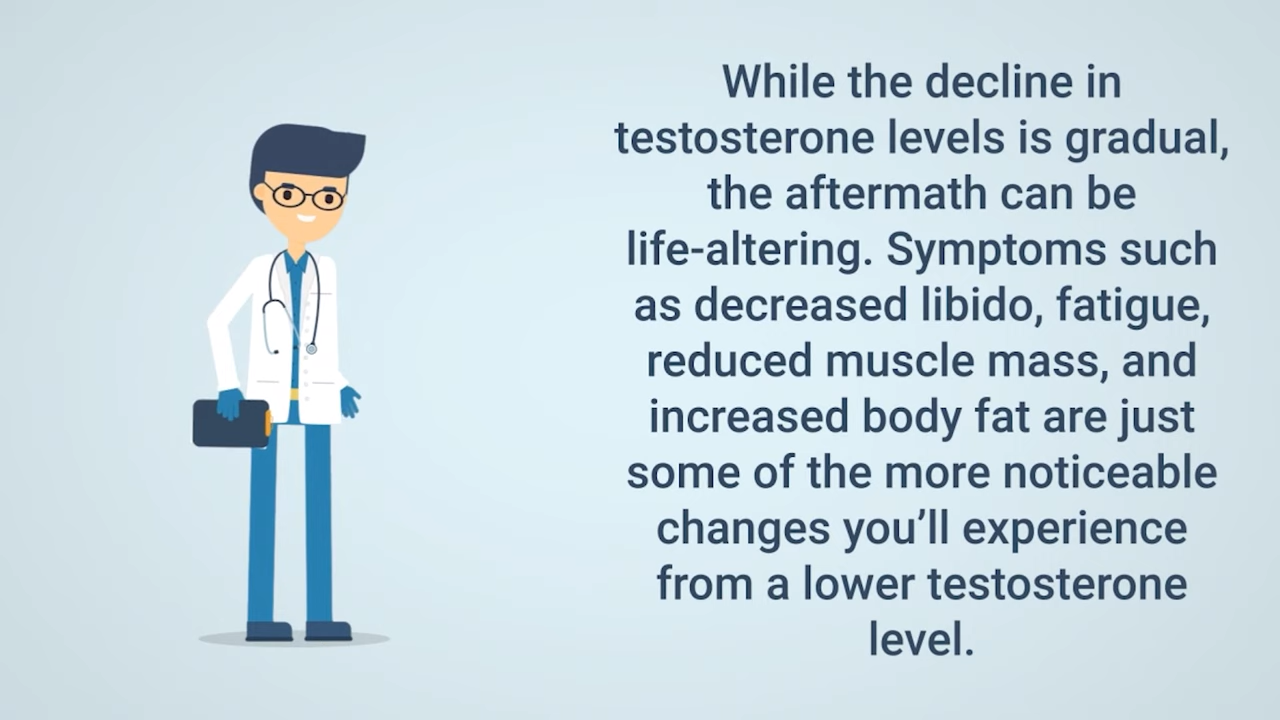 While the decline in
testosterone levels is gradual,
the aftermath can be
life-altering. Symptoms such
as decreased libido, fatigue,
reduced muscle mass, and
increased body fat are just
some of the more noticeable
changes you’ll experience
from a lower testosterone
level.